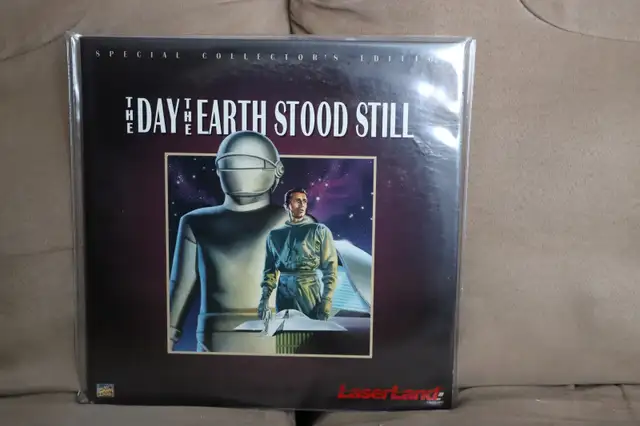 SPECIAL COLLECTOR'S EDITION
THE DAY THE EARTH STOOD STILL
LaserLand